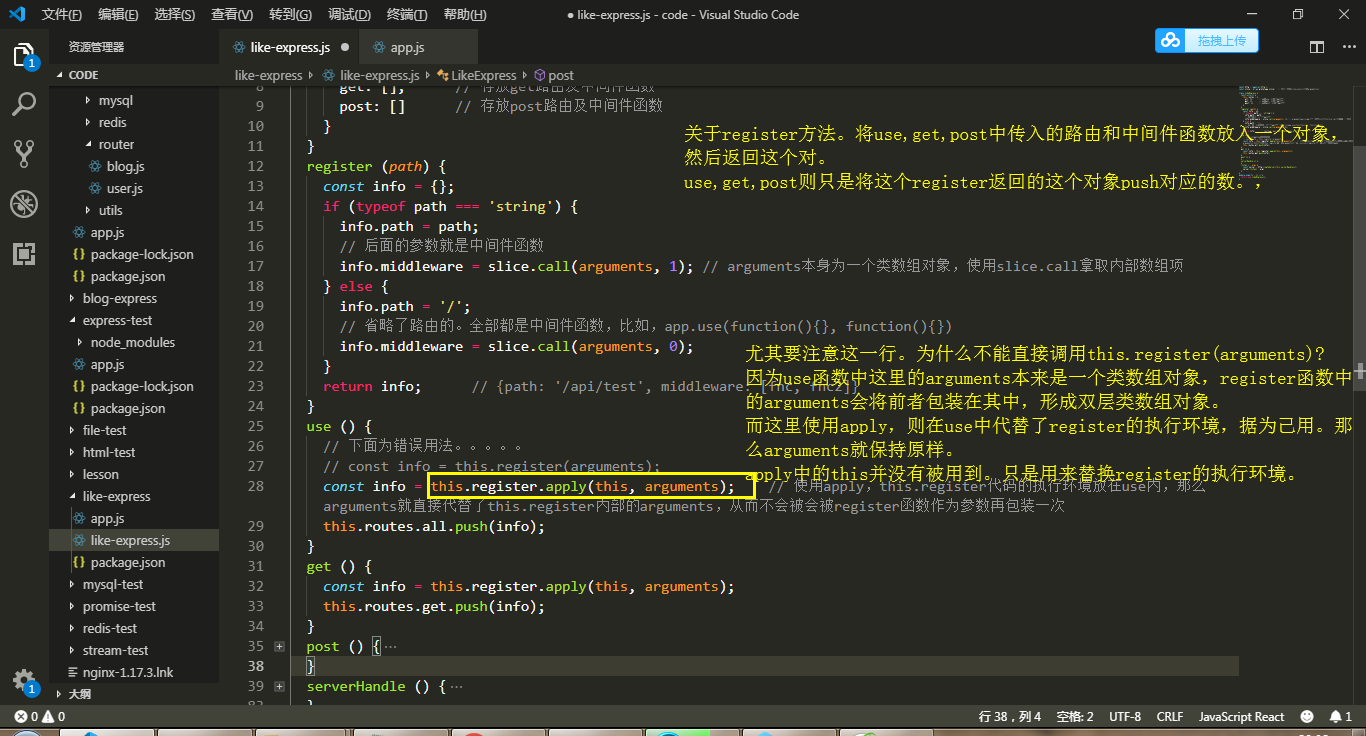 文件(F) 编辑(E) 选择(S) 查看(V) 转到(G) 调试(D) 终端(T) 帮助(H)
● like-express.js - code - Visual Studio Code
拖拽上传
1
资源管理器
CODE
mysql
redis
router
blog.js
user.js
utils
app.js
package-lock.json
package.json
blog-express
express-test
node_modules
app.js
package-lock.json
package.json
file-test
html-test
lesson
like-express
app.js
like-express.js
package.json
mysql-test
promise-test
redis-test
stream-test
nginx-1.17.3.lnk
大纲
1
like-express.js ● app.js
like-express like-express.js LikeExpress post
8 get: [], // 存放get路由及中间件函数
9 post: [] // 存放post路由及中间件函数
10 }
11 }
12 register (path) {
13 const info = {};
14 if (typeof path === 'string') {
15 info.path = path;
16 // 后面的参数就是中间件函数
17 info.middleware = slice.call(arguments, 1); // arguments本身为一个类数组对象，使用slice.call拿取内部数组项
18 } else {
19 info.path = '/';
20 // 省略了路由的。全部都是中间件函数，比如，app.use(function(){}, function(){})
21 info.middleware = slice.call(arguments, 0);
22 }
23 return info; // {path: '/api/test', middleware: [fnc, fnc2]}
24 }
25 use () {
26 // 下面为错误用法。。。。。
27 // const info = this.register(arguments);
28 const info = this.register.apply(this, arguments); // 使用apply，this.register代码的执行环境放在use内，那么
arguments就直接代替了this.register内部的arguments，从而不会被会被register函数作为参数再包装一次
29 this.routes.all.push(info);
30 }
31 get () {
32 const info = this.register.apply(this, arguments);
33 this.routes.get.push(info);
34 }
35 post () { ⋯
38 }
39 serverHandle () { ⋯
关于register方法。将use,get,post中传入的路由和中间件函数放入一个对象，
然后返回这个对。
use,get,post则只是将这个register返回的这个对象push对应的数。，
尤其要注意这一行。为什么不能直接调用this.register(arguments)?
因为use函数中这里的arguments本来是一个类数组对象，register函数中
的arguments会将前者包装在其中，形成双层类数组对象。
而这里使用apply，则在use中代替了register的执行环境，据为己用。那
么arguments就保持原样。
apply中的this并没有被用到。只是用来替换register的执行环境。
0 0 行 38，列 4 空格: 2 UTF-8 CRLF JavaScript React 1